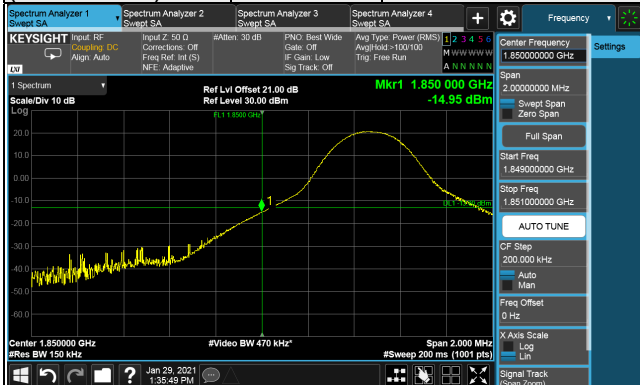 Spectrum Analyzer 1
Swept SA
Spectrum Analyzer 2
Swept SA
Spectrum Analyzer 3
Swept SA
Spectrum Analyzer 4
Swept SA
+
Frequency
KEYSIGHT
Input: RF
Coupling: DC
Align: Auto
Input Z: 50 Ω
Corrections: Off
Freq Ref: Int (S)
NFE: Adaptive
#Atten: 30 dB
PNO: Best Wide
Gate: Off
IF Gain: Low
Sig Track: Off
Avg Type: Power (RMS)
Avg|Hold:>100/100
Trig: Free Run
1 2 3 4 5 6
M W W W W W
A N N N N N
LXI
1 Spectrum
Scale/Div 10 dB
Log
Ref Lvl Offset 21.00 dB
Ref Level 30.00 dBm
Mkr1 1.850 000 GHz
-14.95 dBm
FL1 1.8500 GHz
20.0
10.0
0.00
-10.0
-20.0
-30.0
-40.0
-50.0
-60.0
1
Center 1.850000 GHz
#Res BW 150 kHz
#Video BW 470 kHz*
Span 2.000 MHz
#Sweep 200 ms (1001 pts)
Center Frequency
1.850000000 GHz
Settings
Span
2.00000000 MHz
Swept Span
Zero Span
Full Span
Start Freq
1.849000000 GHz
Stop Freq
1.851000000 GHz
AUTO TUNE
CF Step
200.000 kHz
Auto
Man
Freq Offset
0 Hz
X Axis Scale
Log
Lin
Signal Track
(Span Zoom)
?
Jan 29, 2021
1:35:49 PM